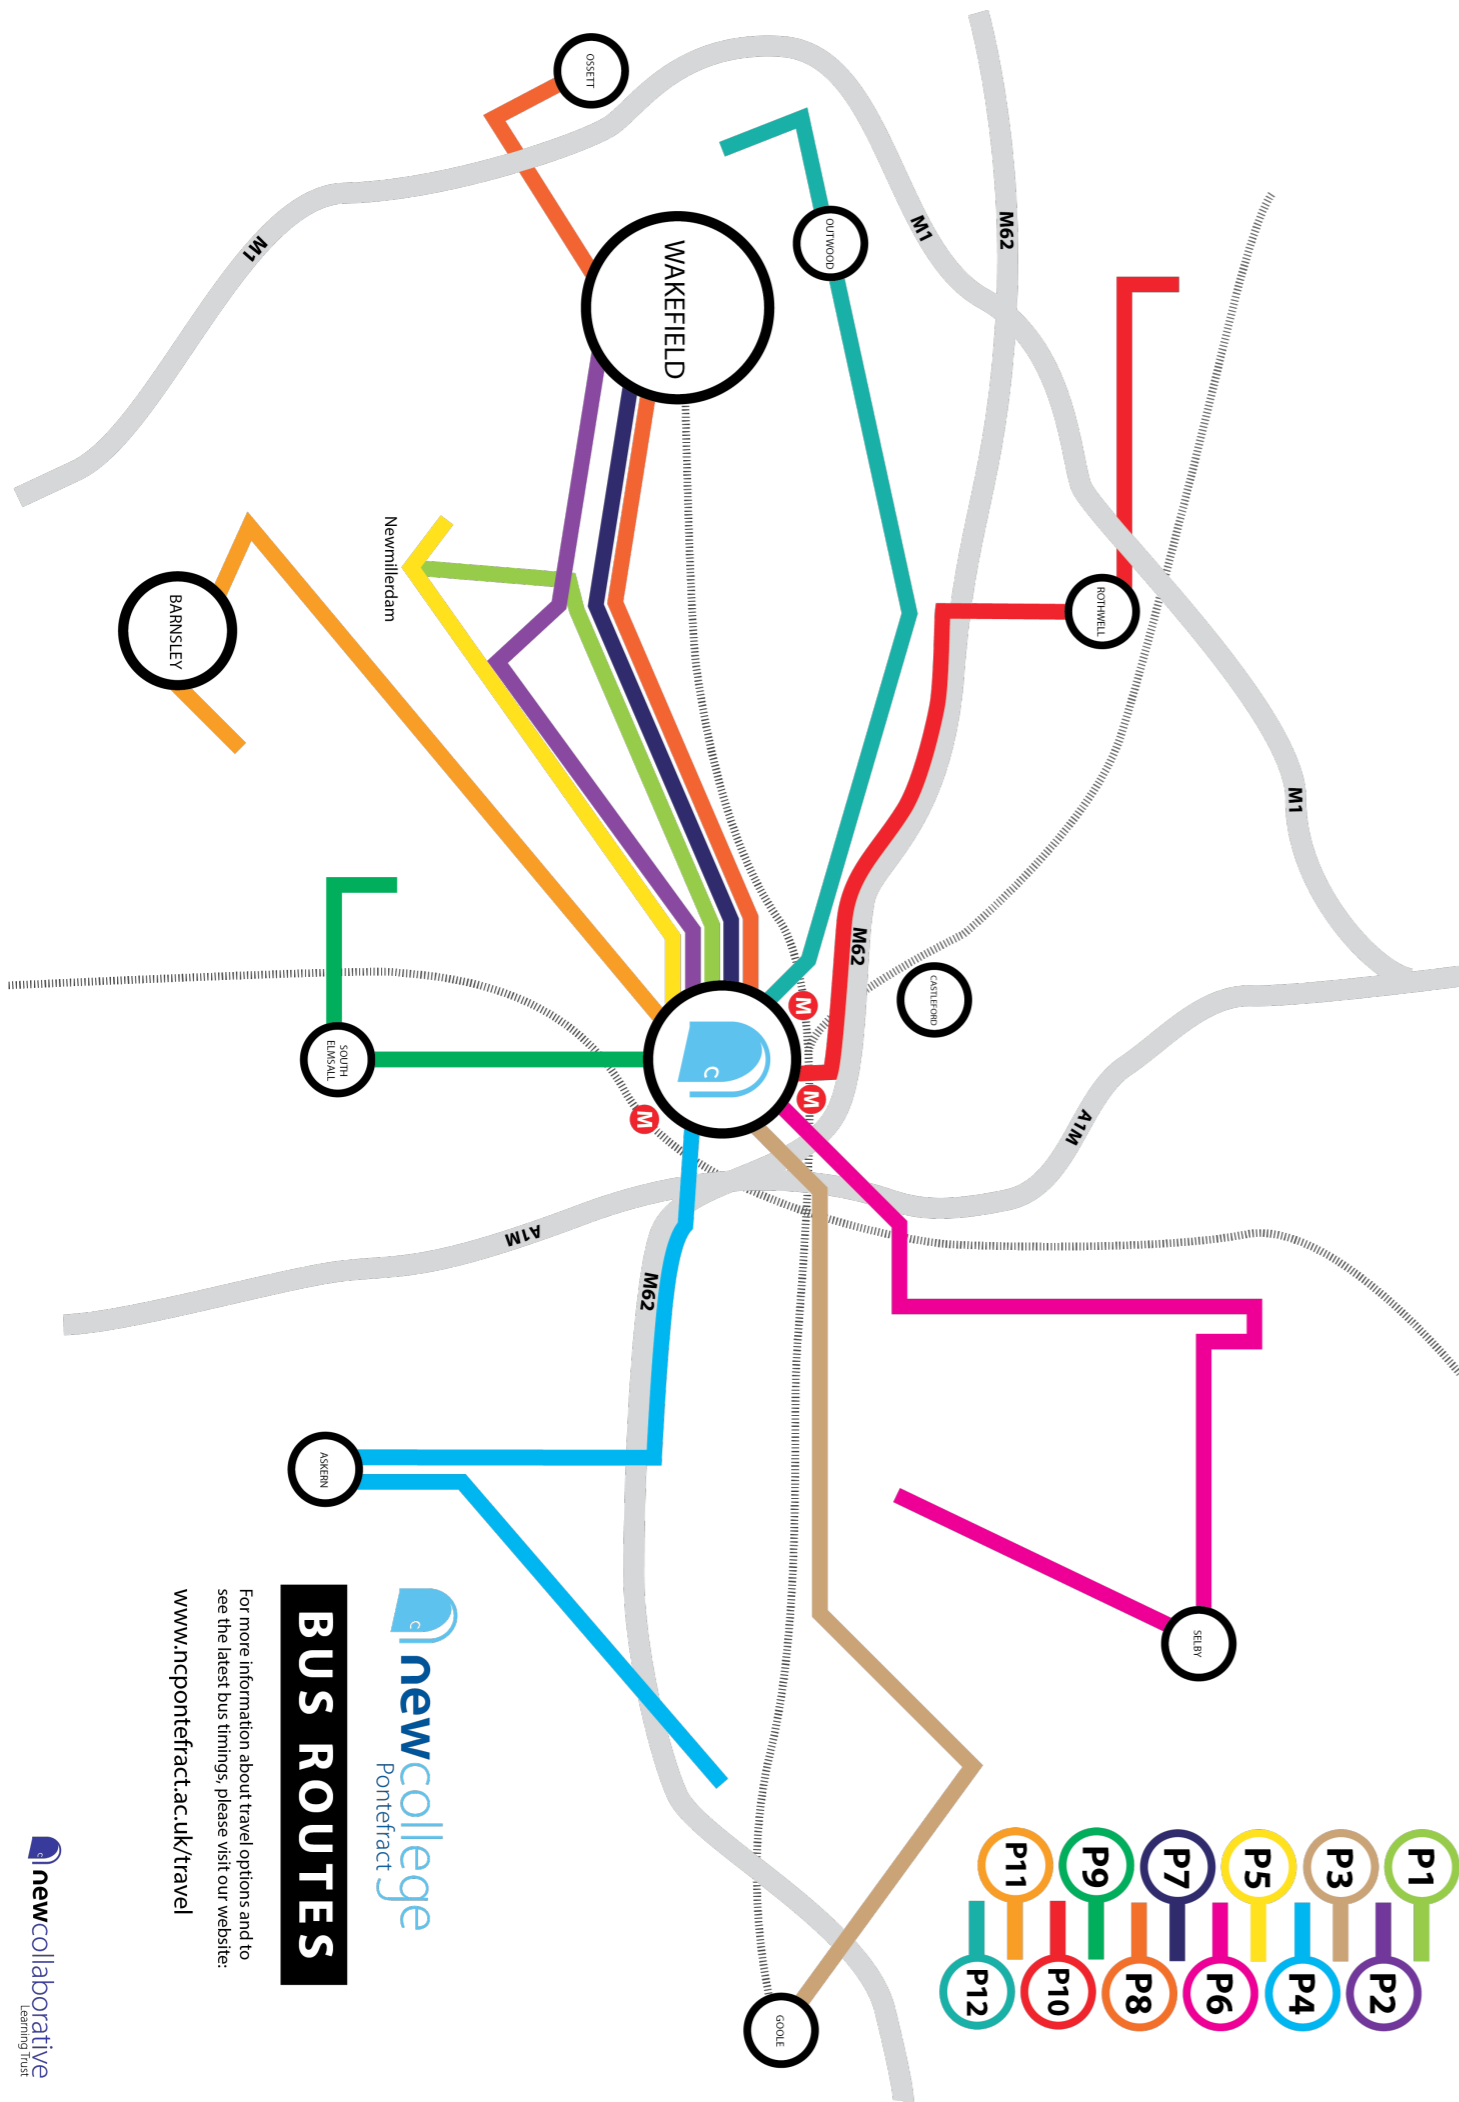 P1
P3
P5
P7
P9
P11
P2
P4
P6
P8
P10
P12
M62
M1
M1
M1
M62
M62
A1M
A1M
OSSETT
WAKEFIELD
OUTWOOD
ROTHWELL
CASTLEFORD
Newmillerdam
BARNSLEY
SOUTH
ELMSALL
C
M
M
M
SELBY
ASKERN
GOOLE
C
newcollege
Pontefract
BUS ROUTES
For more information about travel options and to
see the latest bus timings, please visit our website:
www.ncpontefract.ac.uk/travel
newcollaborative
Learning Trust